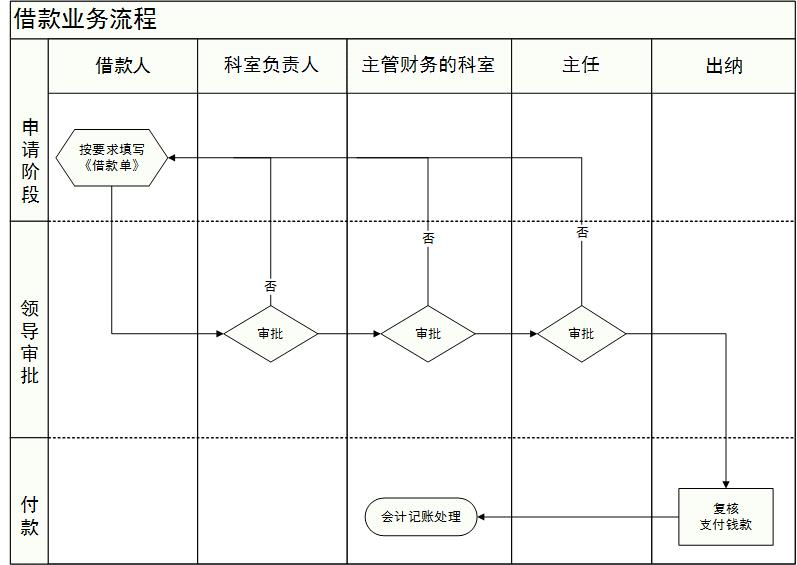 借款业务流程
借款人
科室负责人
主管财务的科室
主任
出纳
申请阶段
按要求填写
《借款单》
否
否
否
领导审批
审批
审批
审批
付款
会计记账处理
复核
支付钱款